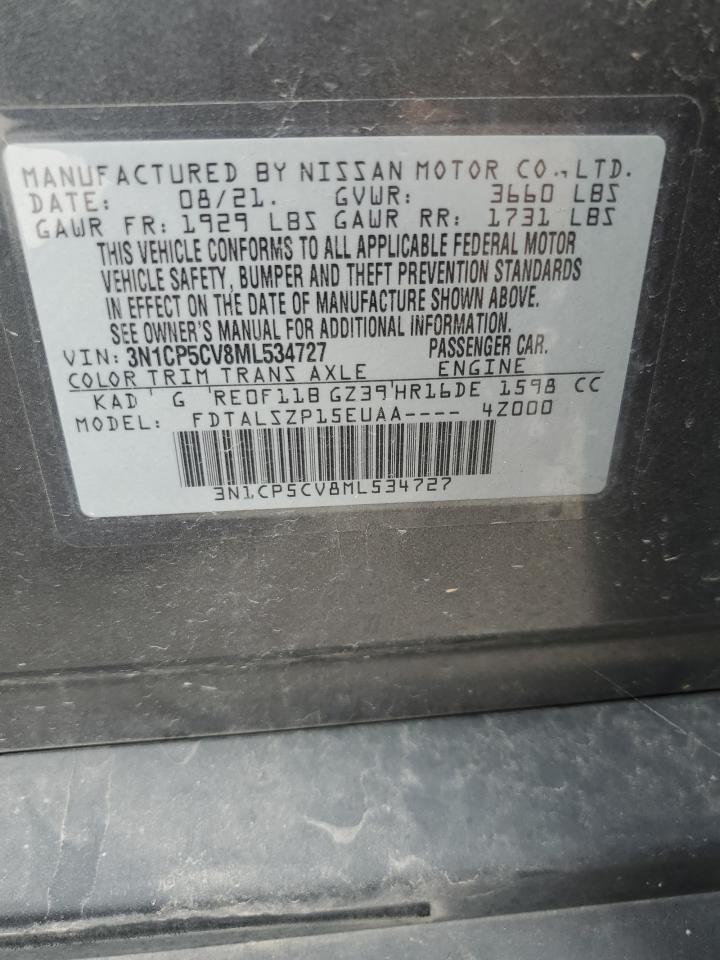 MANUFACTURED BY NISSAN MOTOR CO.,LTD.
DATE: 08/21. GVWR: 3660 LBS
GAWR FR: 1929 LBS GAWR RR: 1731 LBS
THIS VEHICLE CONFORMS TO ALL APPLICABLE FEDERAL MOTOR
VEHICLE SAFETY, BUMPER AND THEFT PREVENTION STANDARDS
IN EFFECT ON THE DATE OF MANUFACTURE SHOWN ABOVE.
SEE OWNER'S MANUAL FOR ADDITIONAL INFORMATION.
VIN: 3N1CP5CV8ML534727 PASSENGER CAR.
COLOR TRIM TRANS AXLE ENGINE
KAD ' G 'RE0F11B GZ39'HR16DE 1598 CC
MODEL: FDTALSZP15EUAA---- 4Z000
3N1CP5CV8ML534727